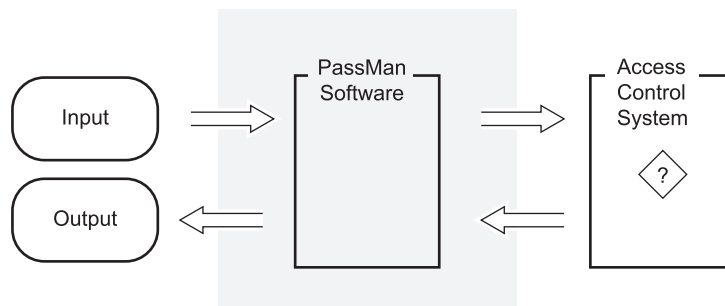 Input
Output
PassMan
Software
Access
Control
System
?